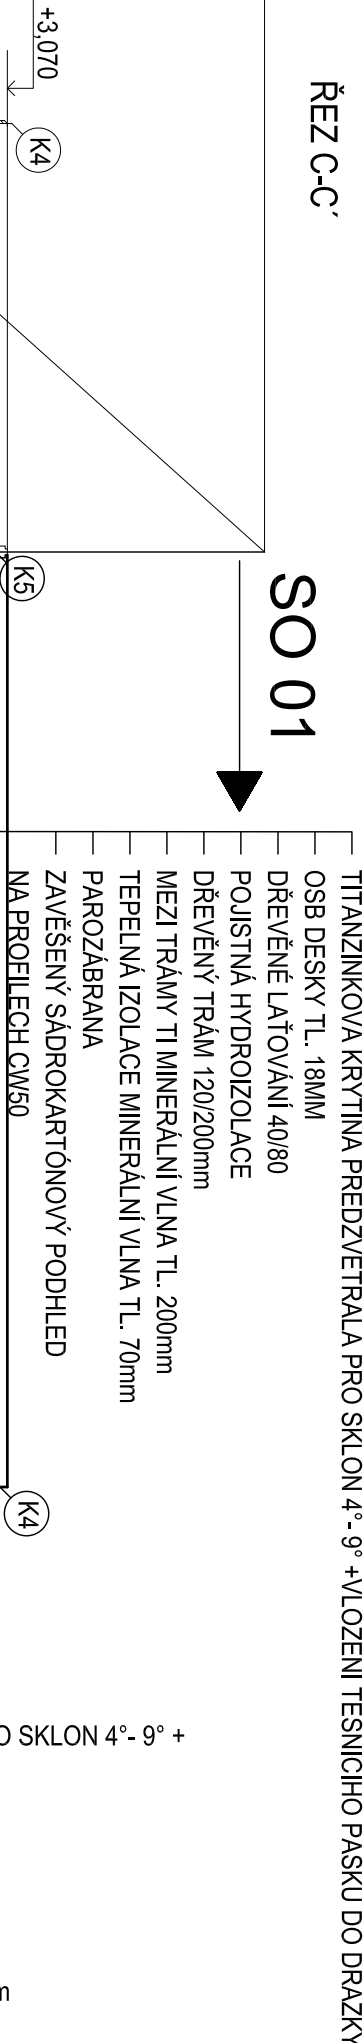 ŘEZ C-C´
+3,070
K4
K5
SO 01
TITANZINKOVÁ KRYTINA PŘEDZVĚTRALÁ PRO SKLON 4°- 9° +VLOŽENÍ TĚSNÍCÍHO PÁSKU DO DRÁŽKY
OSB DESKY TL. 18MM
DŘEVĚNÉ LAŤOVÁNÍ 40/80
POJISTNÁ HYDROIZOLACE
DŘEVĚNÝ TRÁM 120/200mm
MEZI TRÁMY TI MINERÁLNÍ VLNA TL. 200mm
TEPELNÁ IZOLACE MINERÁLNÍ VLNA TL. 70mm
PAROZÁBRANA
ZAVĚŠENÝ SÁDROKARTÓNOVÝ PODHLED
NA PROFILECH CW50
K4
O SKLON 4°- 9° +